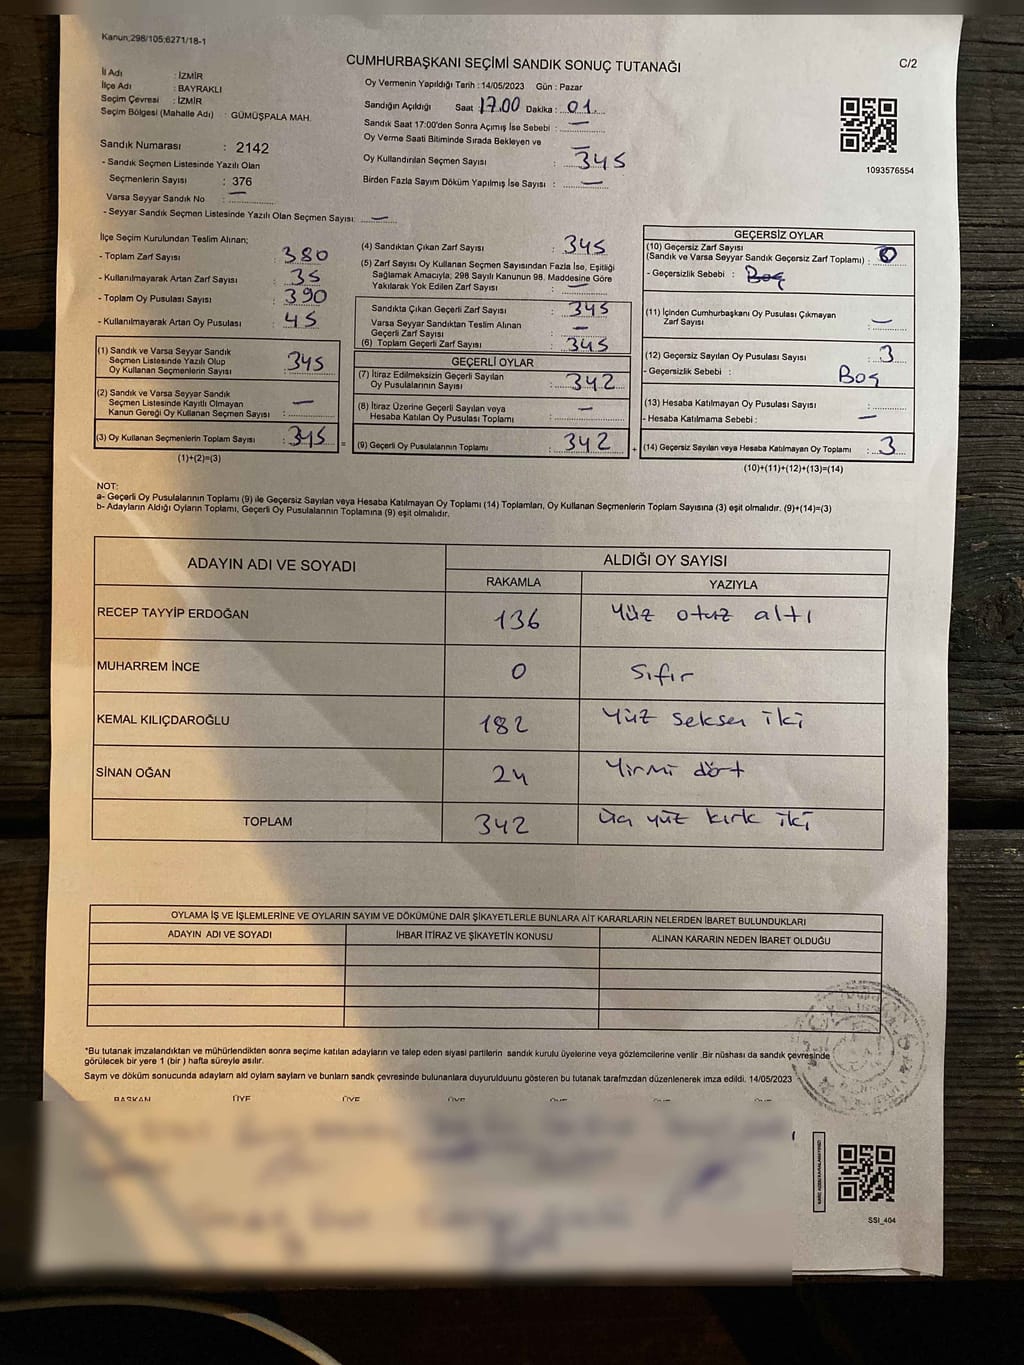 Kanun;298/105;6271/18-1
CUMHURBAŞKANI SEÇİMİ SANDIK SONUÇ TUTANAĞI
C/2
İl Adı : İZMİR
İlçe Adı : BAYRAKLI
Seçim Çevresi : İZMİR
Seçim Bölgesi (Mahalle Adı) : GÜMÜŞPALA MAH.
Sandık Numarası : 2142
- Sandık Seçmen Listesinde Yazılı Olan
Seçmenlerin Sayısı : 376
Varsa Seyyar Sandık No : —
- Seyyar Sandık Seçmen Listesinde Yazılı Olan Seçmen Sayısı: —
Oy Vermenin Yapıldığı Tarih : 14/05/2023 Gün : Pazar
Sandığın Açıldığı Saat 17.00 Dakika : 01
Sandık Saat 17:00'den Sonra Açımış İse Sebebi : —
Oy Verme Saati Bitiminde Sırada Bekleyen ve
Oy Kullandırılan Seçmen Sayısı : 345
Birden Fazla Sayım Döküm Yapılmış İse Sayısı : —
1093576554
İlçe Seçim Kurulundan Teslim Alınan;
- Toplam Zarf Sayısı : 380
- Kullanılmayarak Artan Zarf Sayısı : 35
- Toplam Oy Pusulası Sayısı : 390
- Kullanılmayarak Artan Oy Pusulası : 45
(1) Sandık ve Varsa Seyyar Sandık
Seçmen Listesinde Yazılı Olup
Oy Kullanan Seçmenlerin Sayısı : 345
(2) Sandık ve Varsa Seyyar Sandık
Seçmen Listesinde Kayıtlı Olmayan
Kanun Gereği Oy Kullanan Seçmen Sayısı : —
(3) Oy Kullanan Seçmenlerin Toplam Sayısı : 345 =
(1)+(2)=(3)
(4) Sandıktan Çıkan Zarf Sayısı : 345
(5) Zarf Sayısı Oy Kullanan Seçmen Sayısından Fazla İse, Eşitliği
Sağlamak Amacıyla; 298 Sayılı Kanunun 98. Maddesine Göre
Yakılarak Yok Edilen Zarf Sayısı : —
Sandıkta Çıkan Geçerli Zarf Sayısı : 345
Varsa Seyyar Sandıktan Teslim Alınan
Geçerli Zarf Sayısı : —
(6) Toplam Geçerli Zarf Sayısı : 345
GEÇERLİ OYLAR
(7) İtiraz Edilmeksizin Geçerli Sayılan
Oy Pusulalarının Sayısı : 342
(8) İtiraz Üzerine Geçerli Sayılan veya
Hesaba Katılan Oy Pusulası Toplamı : —
(9) Geçerli Oy Pusulalarının Toplamı : 342 +
GEÇERSİZ OYLAR
(10) Geçersiz Zarf Sayısı
(Sandık ve Varsa Seyyar Sandık Geçersiz Zarf Toplamı) : 0
- Geçersizlik Sebebi : Boş
(11) İçinden Cumhurbaşkanı Oy Pusulası Çıkmayan
Zarf Sayısı : —
(12) Geçersiz Sayılan Oy Pusulası Sayısı : 3
- Geçersizlik Sebebi : Boş
(13) Hesaba Katılmayan Oy Pusulası Sayısı :
- Hesaba Katılmama Sebebi : —
(14) Geçersiz Sayılan veya Hesaba Katılmayan Oy Toplamı : 3
(10)+(11)+(12)+(13)=(14)
NOT:
a- Geçerli Oy Pusulalarının Toplamı (9) ile Geçersiz Sayılan veya Hesaba Katılmayan Oy Toplamı (14) Toplamları, Oy Kullanan Seçmenlerin Toplam Sayısına (3) eşit olmalıdır. (9)+(14)=(3)
b- Adayların Aldığı Oyların Toplamı, Geçerli Oy Pusulalarının Toplamına (9) eşit olmalıdır.
ADAYIN ADI VE SOYADI ALDIĞI OY SAYISI
RAKAMLA YAZIYLA
RECEP TAYYİP ERDOĞAN 136 Yüz otuz altı
MUHARREM İNCE 0 Sıfır
KEMAL KILIÇDAROĞLU 182 Yüz seksen iki
SİNAN OĞAN 24 Yirmi dört
TOPLAM 342 üç yüz kırk iki
OYLAMA İŞ VE İŞLEMLERİNE VE OYLARIN SAYIM VE DÖKÜMÜNE DAİR ŞİKAYETLERLE BUNLARA AİT KARARLARIN NELERDEN İBARET BULUNDUKLARI
ADAYIN ADI VE SOYADI İHBAR İTİRAZ VE ŞİKAYETİN KONUSU ALINAN KARARIN NEDEN İBARET OLDUĞU
*Bu tutanak imzalandıktan ve mühürlendikten sonra seçime katılan adayların ve talep eden siyasi partilerin sandık kurulu üyelerine veya gözlemcilerine verilir .Bir nüshası da sandık çevresinde
görülecek bir yere 1 (bir ) hafta süreyle asılır.
Sayım ve döküm sonucunda adayların ald oyların sayların ve bunların sandk çevresinde bulunanlara duyurulduunu gösteren bu tutanak tarafmzdan düzenlenerek imza edildi. 14/05/2023
BAŞKAN ÜYE ÜYE ÜYE ÜYE ÜYE ÜYE
SSI_404